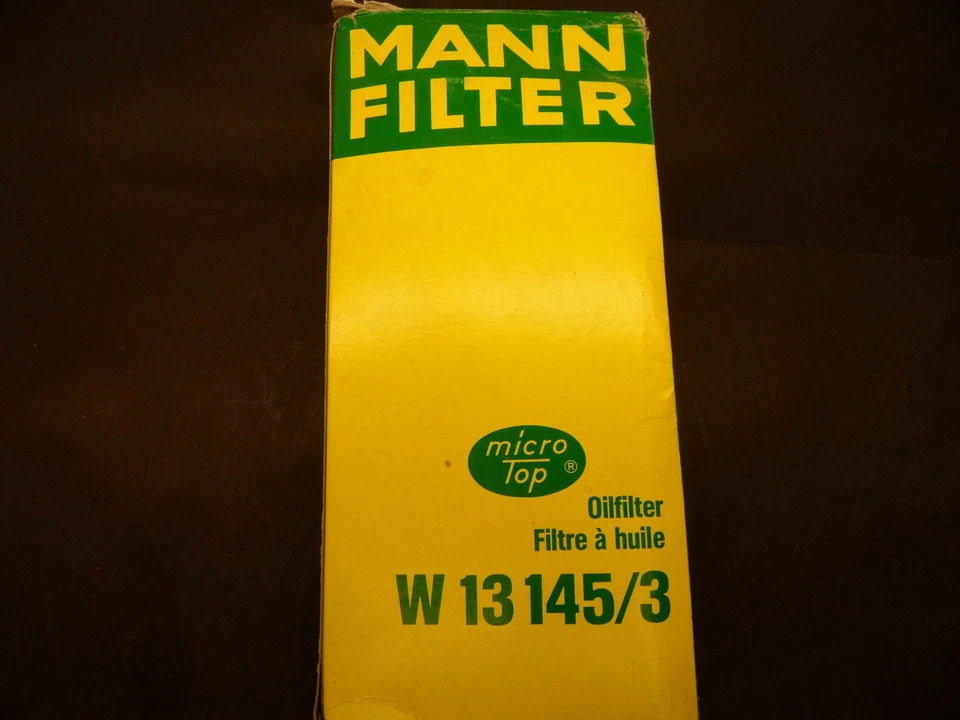 MANN
FILTER
micro
Top ®
Oilfilter
Filtre à huile
W 13 145/3